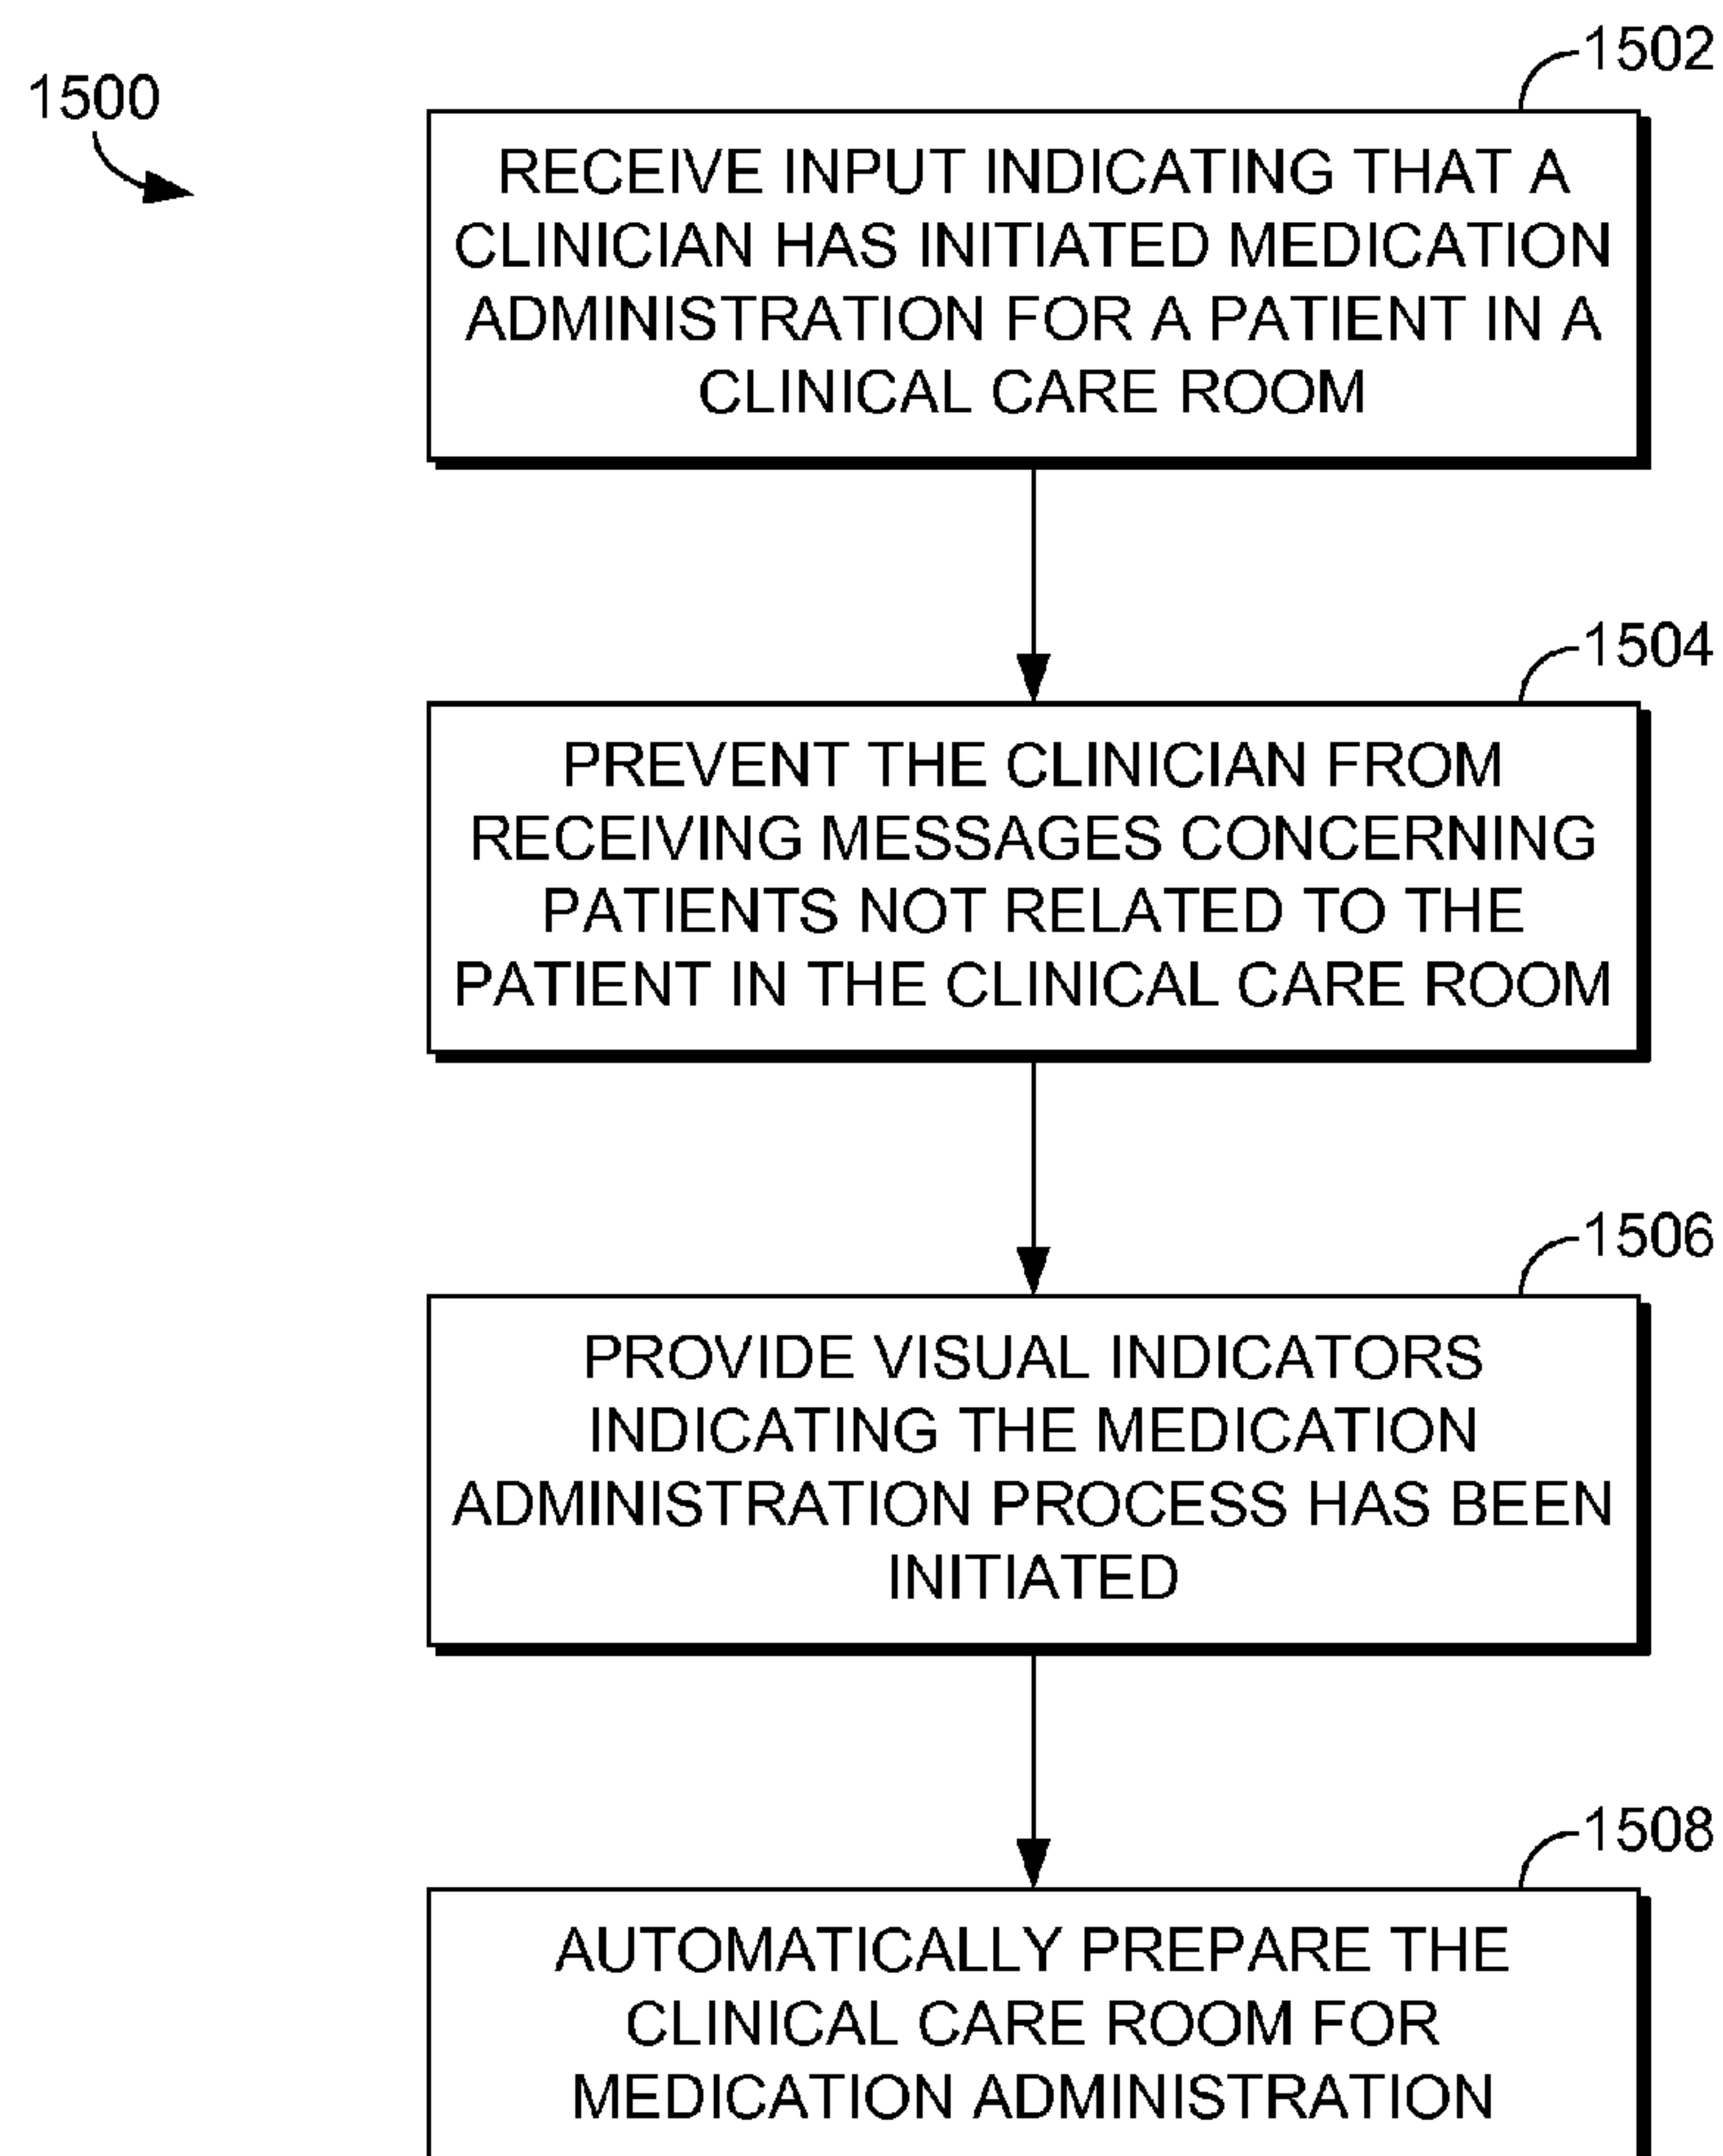 1500
1502
RECEIVE INPUT INDICATING THAT A
CLINICIAN HAS INITIATED MEDICATION
ADMINISTRATION FOR A PATIENT IN A
CLINICAL CARE ROOM
1504
PREVENT THE CLINICIAN FROM
RECEIVING MESSAGES CONCERNING
PATIENTS NOT RELATED TO THE
PATIENT IN THE CLINICAL CARE ROOM
1506
PROVIDE VISUAL INDICATORS
INDICATING THE MEDICATION
ADMINISTRATION PROCESS HAS BEEN
INITIATED
1508
AUTOMATICALLY PREPARE THE
CLINICAL CARE ROOM FOR
MEDICATION ADMINISTRATION